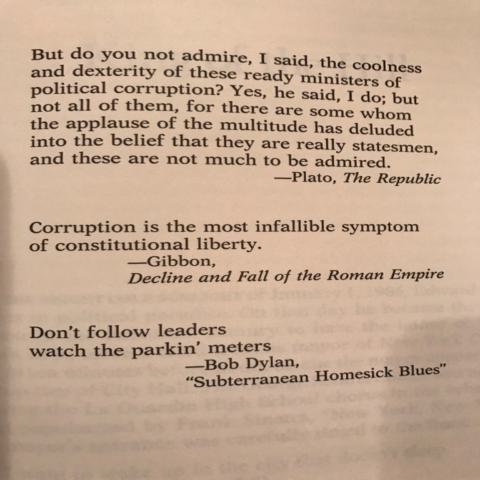 But do you not admire, I said, the coolness
and dexterity of these ready ministers of
political corruption? Yes, he said, I do; but
not all of them, for there are some whom
the applause of the multitude has deluded
into the belief that they are really statesmen,
and these are not much to be admired.
—Plato, The Republic
Corruption is the most infallible symptom
of constitutional liberty.
—Gibbon,
Decline and Fall of the Roman Empire
Don't follow leaders
watch the parkin' meters
—Bob Dylan,
"Subterranean Homesick Blues"